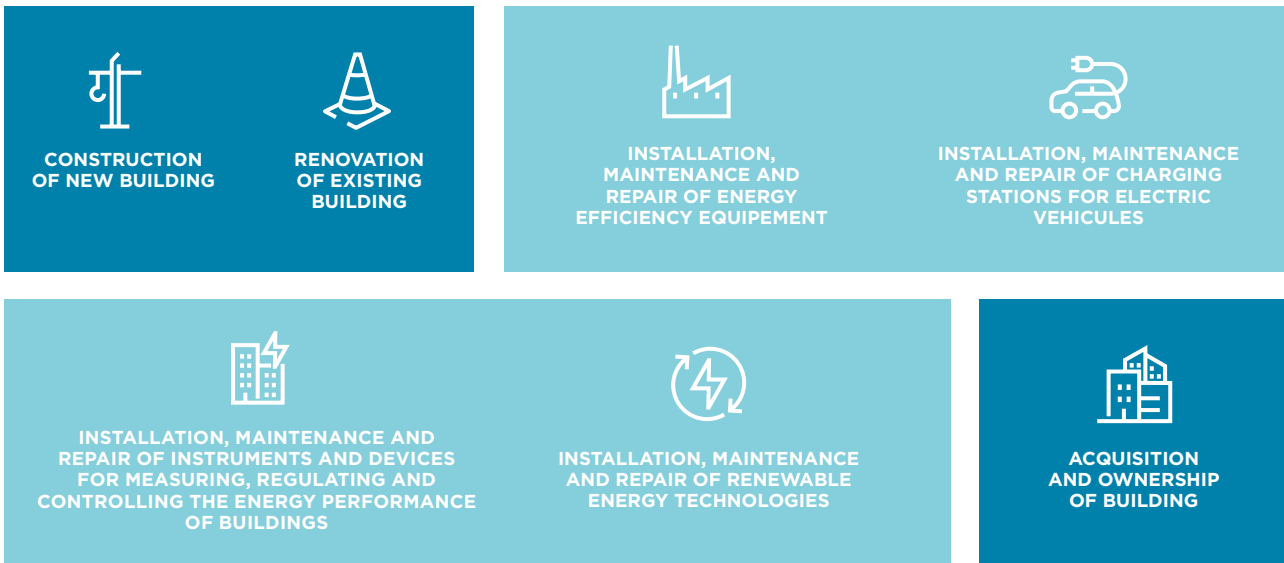 CONSTRUCTION
OF NEW BUILDING
RENOVATION
OF EXISTING
BUILDING
INSTALLATION,
MAINTENANCE AND
REPAIR OF ENERGY
EFFICIENCY EQUIPEMENT
INSTALLATION, MAINTENANCE
AND REPAIR OF CHARGING
STATIONS FOR ELECTRIC
VEHICULES
INSTALLATION, MAINTENANCE AND
REPAIR OF INSTRUMENTS AND DEVICES
FOR MEASURING, REGULATING AND
CONTROLLING THE ENERGY PERFORMANCE
OF BUILDINGS
INSTALLATION, MAINTENANCE
AND REPAIR OF RENEWABLE
ENERGY TECHNOLOGIES
ACQUISITION
AND OWNERSHIP
OF BUILDING